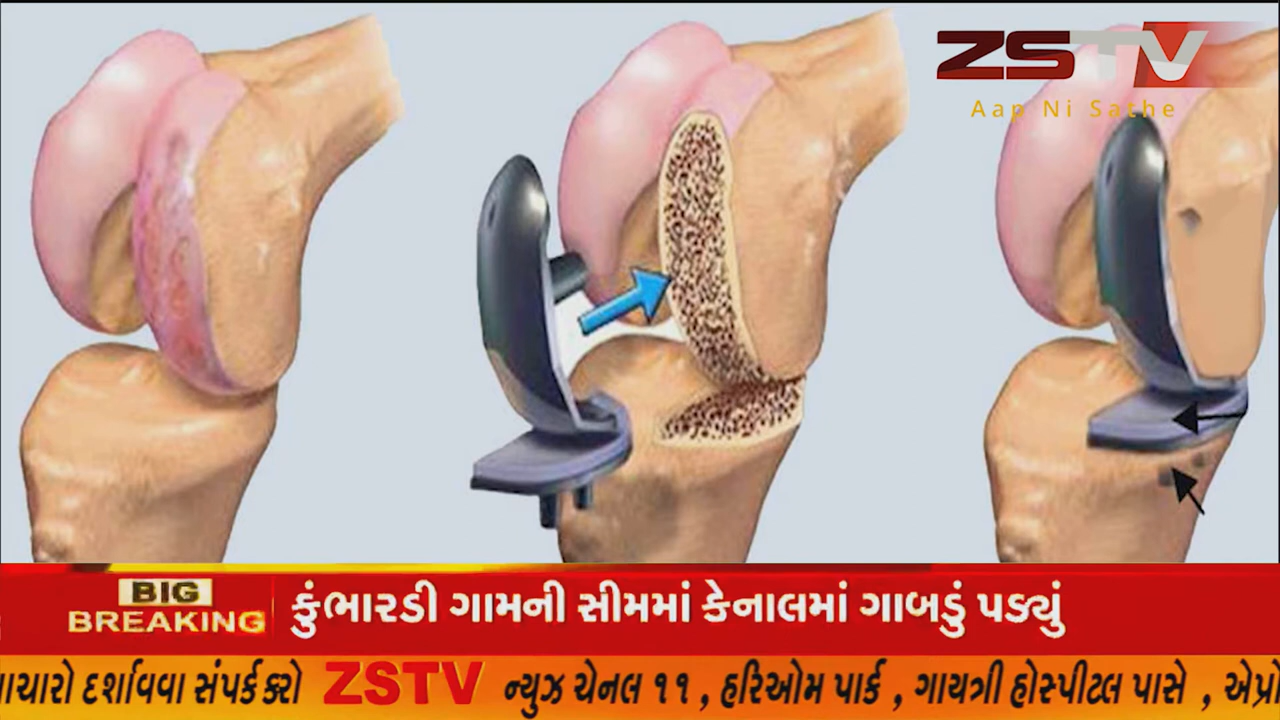 ZSTV
Aap Ni Sathe
BIG
BREAKING
કુંભારડી ગામની સીમમાં કેનાલમાં ગાબડું પડ્યું
દર્શાવવા સંપર્ક કરો ZSTV ન્યુઝ ચેનલ ૧૧ , હરિઓમ પાર્ક , ગાયત્રી હોસ્પીટલ પાસે ,